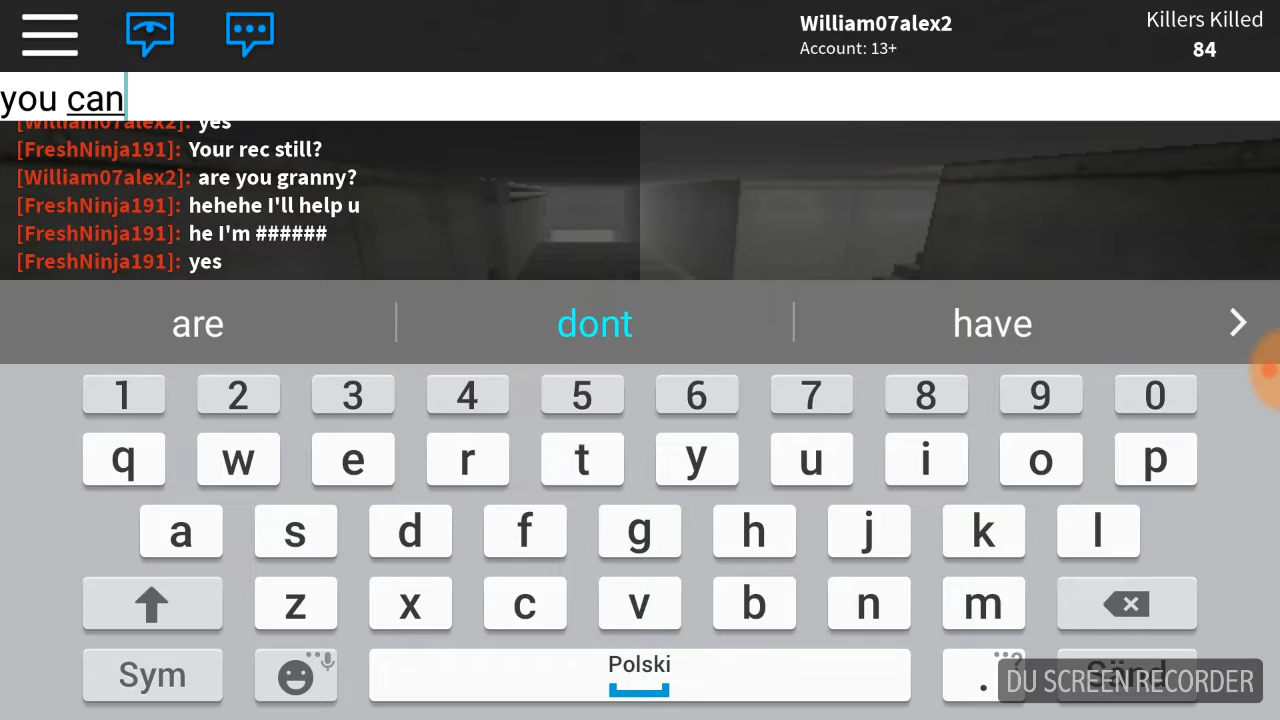 William07alex2
Account: 13+
Killers Killed
84
you can
[William07alex2]: yes
[FreshNinja191]: Your rec still?
[William07alex2]: are you granny?
[FreshNinja191]: hehehe I'll help u
[FreshNinja191]: he I'm ######
[FreshNinja191]: yes
are dont have
1 2 3 4 5 6 7 8 9 0
q w e r t y u i o p
a s d f g h j k l
z x c v b n m
Sym Polski . Sänd
DU SCREEN RECORDER